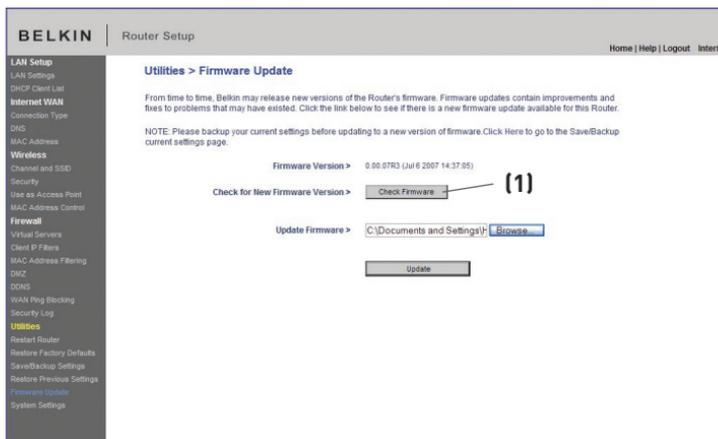 BELKIN | Router Setup
Home | Help | Logout Inter
LAN Setup
LAN Settings
DHCP Client List
Internet WAN
Connection Type
DNS
MAC Address
Wireless
Channel and SSID
Security
Use as Access Point
MAC Address Control
Firewall
Virtual Servers
Client IP Filters
MAC Address Filtering
DMZ
DDNS
WAN Ping Blocking
Security Log
Utilities
Restart Router
Restore Factory Defaults
Save/Backup Settings
Restore Previous Settings
Firmware Update
System Settings
Utilities > Firmware Update
From time to time, Belkin may release new versions of the Router's firmware. Firmware updates contain improvements and
fixes to problems that may have existed. Click the link below to see if there is a new firmware update available for this Router.
NOTE: Please backup your current settings before updating to a new version of firmware.Click Here to go to the Save/Backup
current settings page.
Firmware Version > 0.00.07R3 (Jul 6 2007 14:37:05)
Check for New Firmware Version > Check Firmware (1)
Update Firmware > C:\Documents and Settings\H Browse...
Update